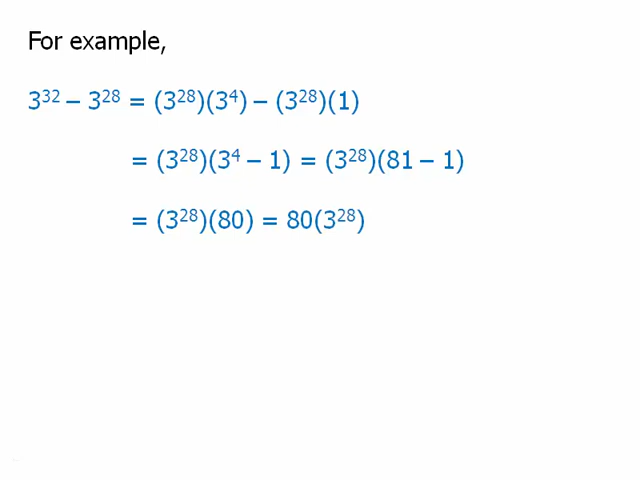 For example,
3³² – 3²⁸ = (3²⁸)(3⁴) – (3²⁸)(1)
= (3²⁸)(3⁴ – 1) = (3²⁸)(81 – 1)
= (3²⁸)(80) = 80(3²⁸)